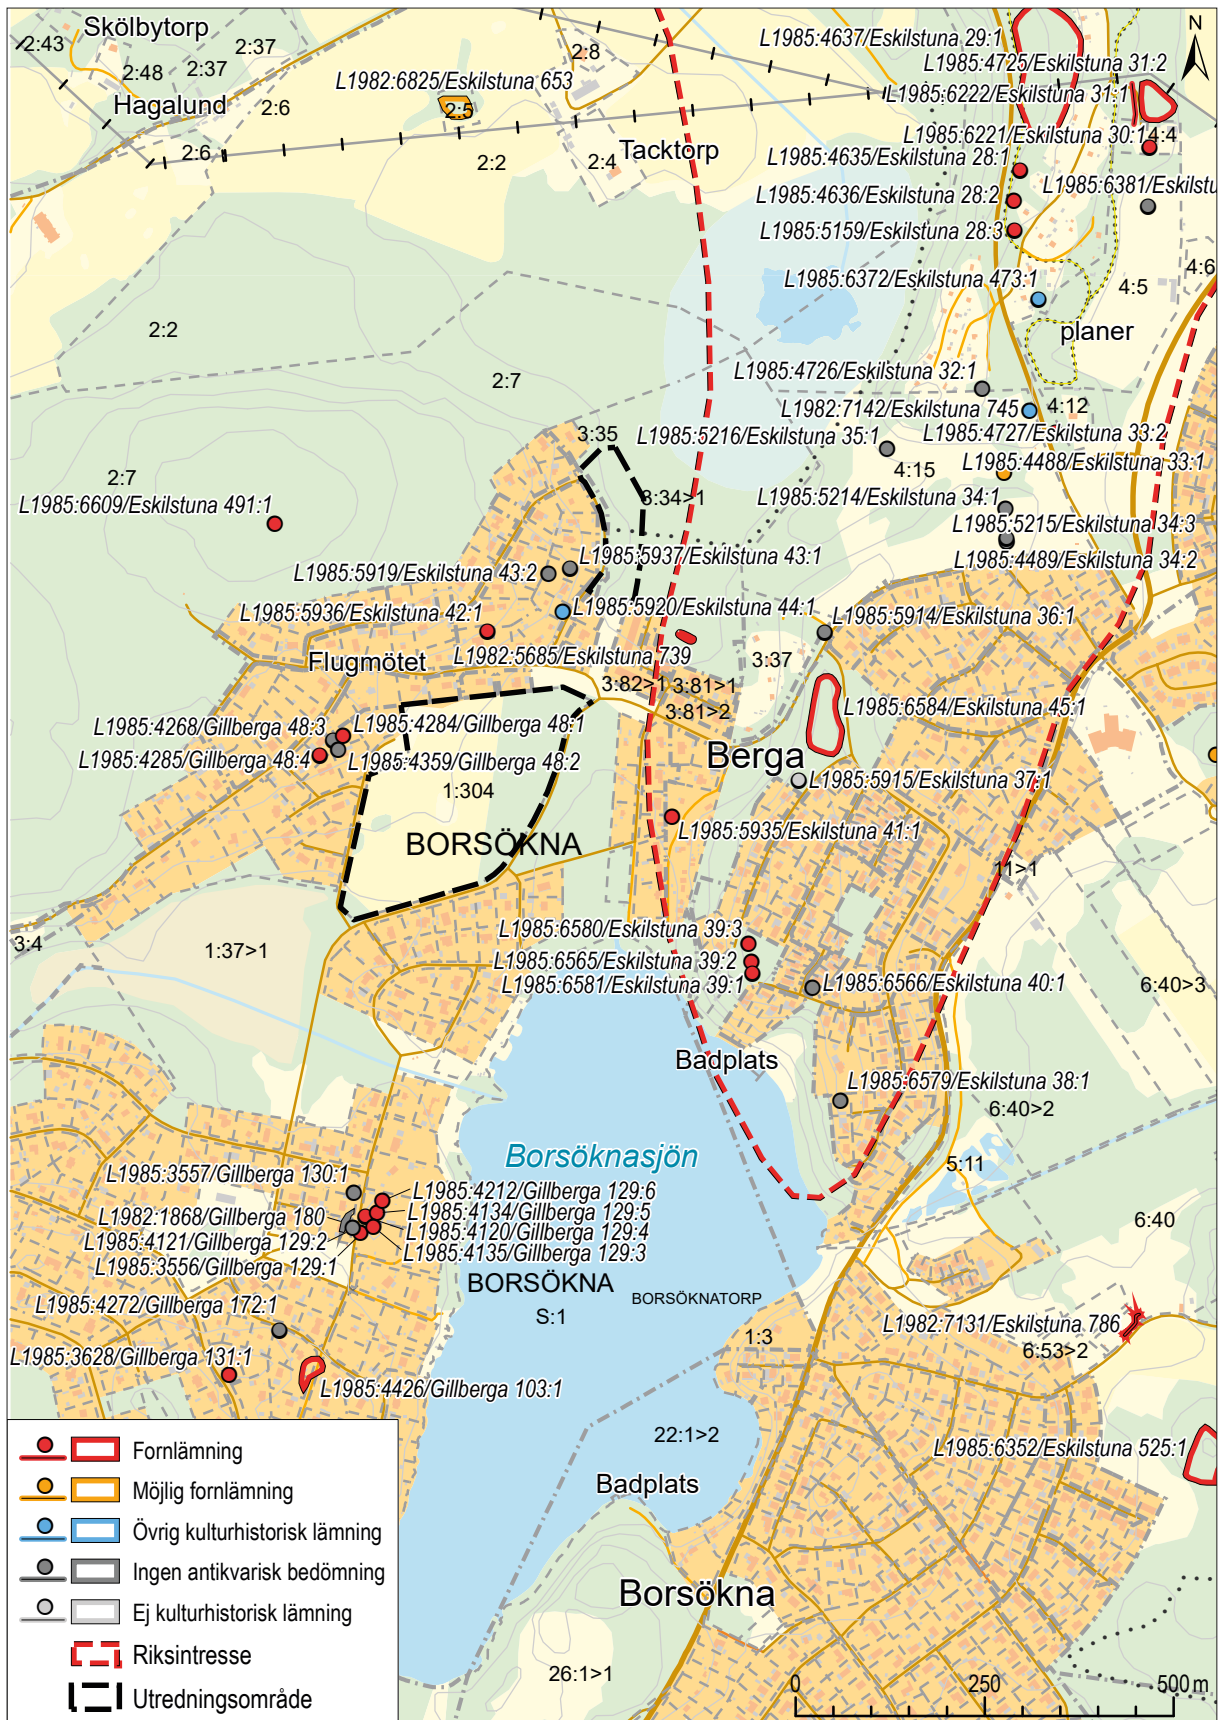 Skölbytorp
2:43
2:37
2:48
2:37
Hagalund
2:6
2:6
2:8
L1982:6825/Eskilstuna 653
2:5
2:2
2:4
Tacktorp
N
L1985:4637/Eskilstuna 29:1
L1985:4725/Eskilstuna 31:2
L1985:6222/Eskilstuna 31:1
L1985:6221/Eskilstuna 30:1
4:4
L1985:4635/Eskilstuna 28:1
L1985:6381/Eskilstu
L1985:4636/Eskilstuna 28:2
L1985:5159/Eskilstuna 28:3
4:6
L1985:6372/Eskilstuna 473:1
4:5
planer
2:2
2:7
L1985:4726/Eskilstuna 32:1
L1982:7142/Eskilstuna 745
4:12
3:35
L1985:5216/Eskilstuna 35:1
L1985:4727/Eskilstuna 33:2
4:15
L1985:4488/Eskilstuna 33:1
2:7
L1985:6609/Eskilstuna 491:1
3:34>1
L1985:5214/Eskilstuna 34:1
L1985:5215/Eskilstuna 34:3
L1985:4489/Eskilstuna 34:2
L1985:5937/Eskilstuna 43:1
L1985:5919/Eskilstuna 43:2
L1985:5936/Eskilstuna 42:1
L1985:5920/Eskilstuna 44:1
L1985:5914/Eskilstuna 36:1
L1982:5685/Eskilstuna 739
Flugmötet
3:37
3:82>1
3:81>1
3:81>2
L1985:6584/Eskilstuna 45:1
L1985:4268/Gillberga 48:3
L1985:4284/Gillberga 48:1
L1985:4285/Gillberga 48:4
L1985:4359/Gillberga 48:2
Berga
1:304
L1985:5915/Eskilstuna 37:1
BORSÖKNA
L1985:5935/Eskilstuna 41:1
11>1
3:4
1:37>1
L1985:6580/Eskilstuna 39:3
L1985:6565/Eskilstuna 39:2
L1985:6581/Eskilstuna 39:1
L1985:6566/Eskilstuna 40:1
6:40>3
Badplats
L1985:6579/Eskilstuna 38:1
6:40>2
Borsöknasjön
5:11
L1985:3557/Gillberga 130:1
L1985:4212/Gillberga 129:6
L1982:1868/Gillberga 180
L1985:4134/Gillberga 129:5
L1985:4121/Gillberga 129:2
L1985:4120/Gillberga 129:4
L1985:3556/Gillberga 129:1
L1985:4135/Gillberga 129:3
6:40
BORSÖKNA
S:1
BORSÖKNATORP
L1985:4272/Gillberga 172:1
L1982:7131/Eskilstuna 786
1:3
6:53>2
L1985:3628/Gillberga 131:1
L1985:4426/Gillberga 103:1
22:1>2
L1985:6352/Eskilstuna 525:1
Badplats
Borsökna
26:1>1
Fornlämning
Möjlig fornlämning
Övrig kulturhistorisk lämning
Ingen antikvarisk bedömning
Ej kulturhistorisk lämning
Riksintresse
Utredningsområde
0 250 500 m